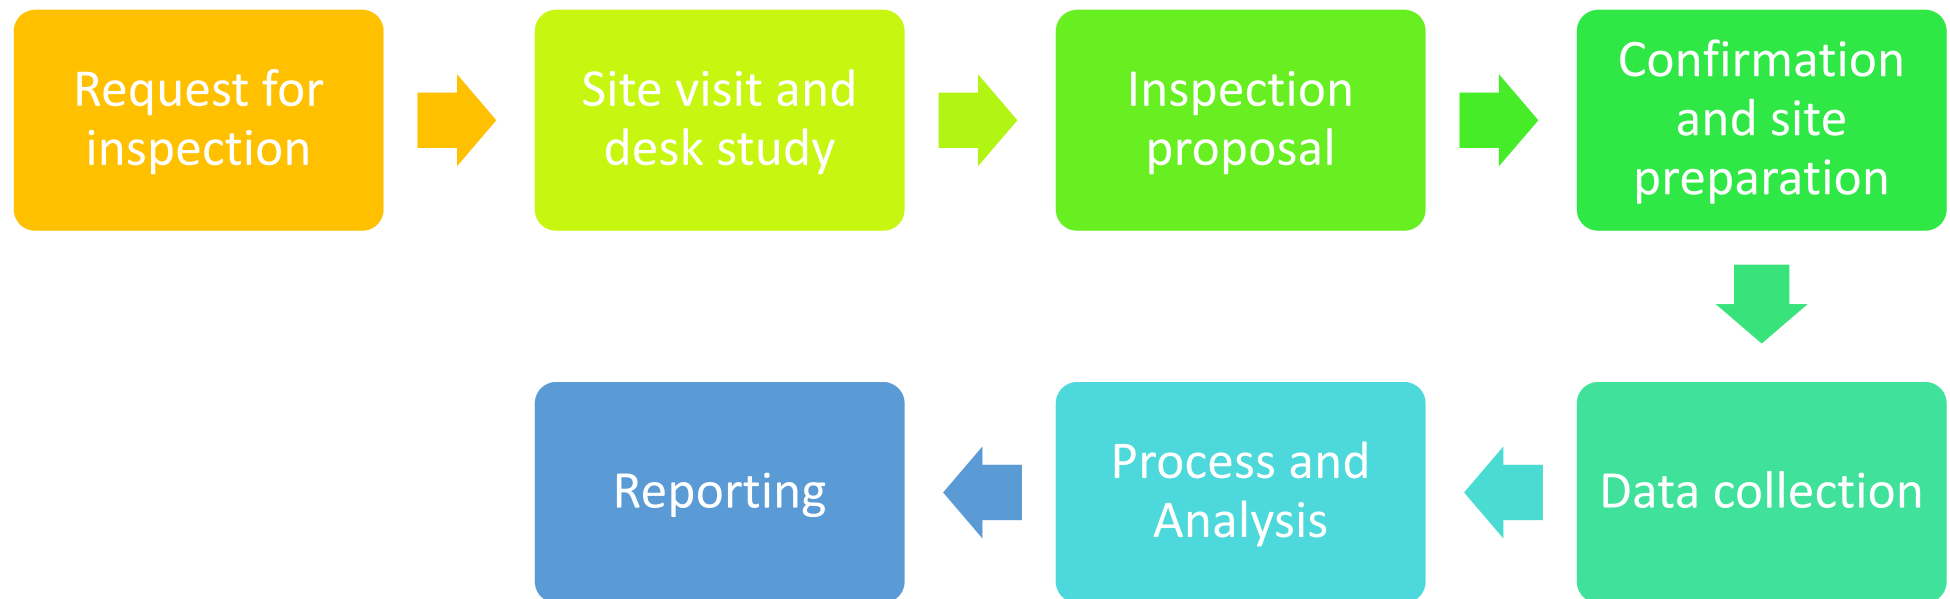 Request for
inspection
Site visit and
desk study
Inspection
proposal
Confirmation
and site
preparation
Data collection
Process and
Analysis
Reporting